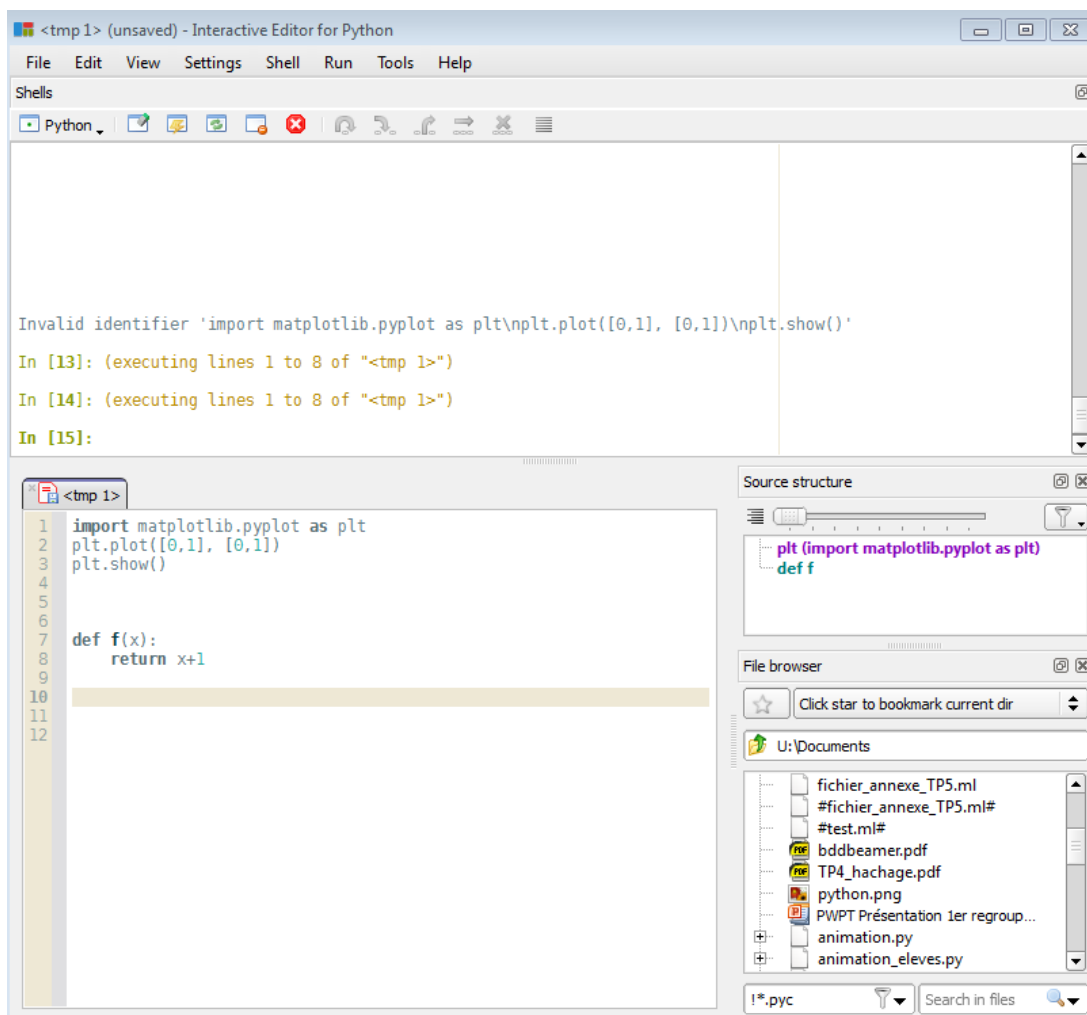 <tmp 1> (unsaved) - Interactive Editor for Python
File Edit View Settings Shell Run Tools Help
Shells
Python
Invalid identifier 'import matplotlib.pyplot as plt\nplt.plot([0,1], [0,1])\nplt.show()'
In [13]: (executing lines 1 to 8 of "<tmp 1>")
In [14]: (executing lines 1 to 8 of "<tmp 1>")
In [15]:
<tmp 1>
1 import matplotlib.pyplot as plt
2 plt.plot([0,1], [0,1])
3 plt.show()
4
5
6
7 def f(x):
8     return x+1
9
10
11
12
Source structure
plt (import matplotlib.pyplot as plt)
def f
File browser
Click star to bookmark current dir
U:\Documents
fichier_annexe_TP5.ml
#fichier_annexe_TP5.ml#
#test.ml#
PDF bddbeamer.pdf
PDF TP4_hachage.pdf
python.png
PWPT Présentation 1er regroup...
animation.py
animation_eleves.py
!*.pyc
Search in files